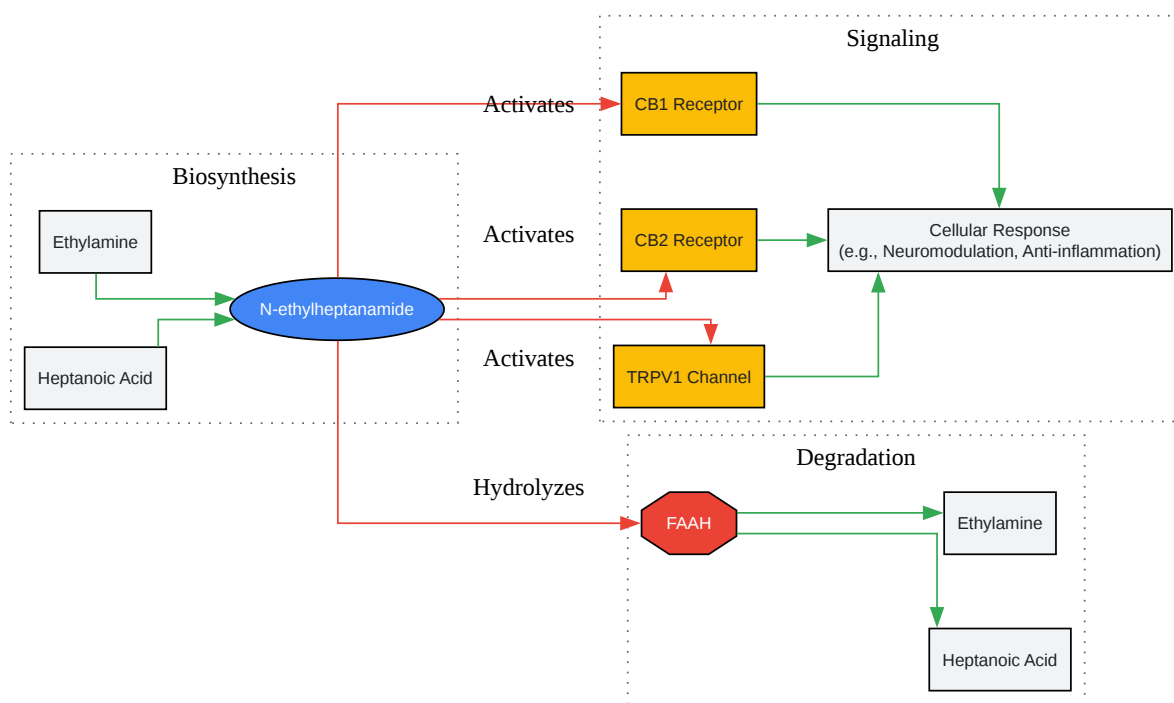 Signaling
Activates
CB1 Receptor
Biosynthesis
Ethylamine
Activates
CB2 Receptor
Cellular Response
(e.g., Neuromodulation, Anti-inflammation)
N-ethylheptanamide
Heptanoic Acid
Activates
TRPV1 Channel
Degradation
Hydrolyzes
FAAH
Ethylamine
Heptanoic Acid